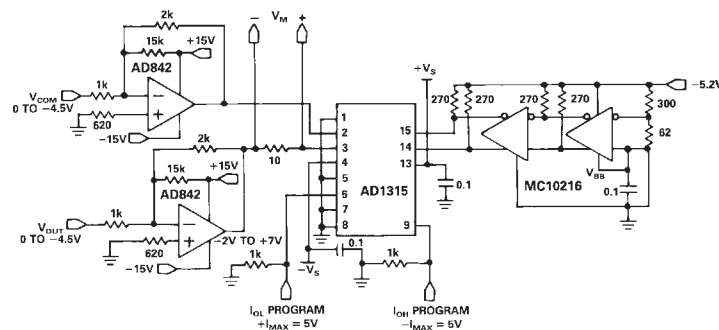 2k
− V_M +
15k
+15V
AD842
1k
V_COM
0 TO −4.5V
620
−15V
2k
15k
+15V
AD842
1k
V_DUT
0 TO −4.5V
620
−2V TO +7V
−15V
10
+V_S
1
2
3
4
5
6
7
8
15
14
13
9
AD1315
0.1
270
270
270
270
−5.2V
300
62
V_BB
0.1
MC10216
1k
−V_S
0.1
1k
I_OL PROGRAM
+I_MAX = 5V
I_OH PROGRAM
−I_MAX = 5V